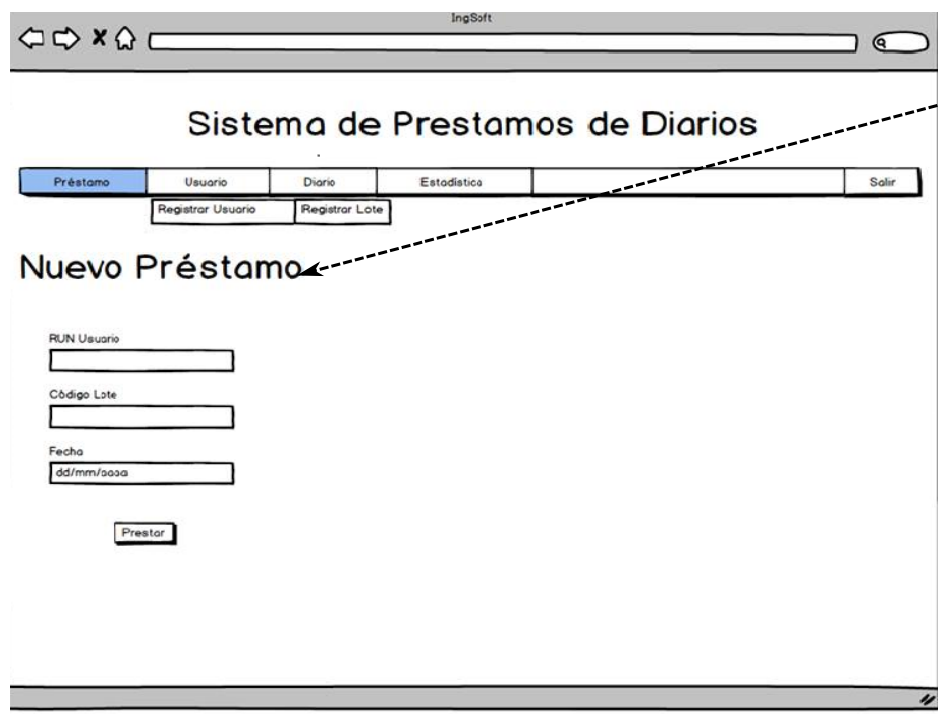 IngSoft
Sistema de Prestamos de Diarios
Préstamo Usuario Diario Estadística Salir
Registrar Usuario Registrar Lote
Nuevo Préstamo
RUN Usuario
Código Lote
Fecha
dd/mm/aaaa
Prestar